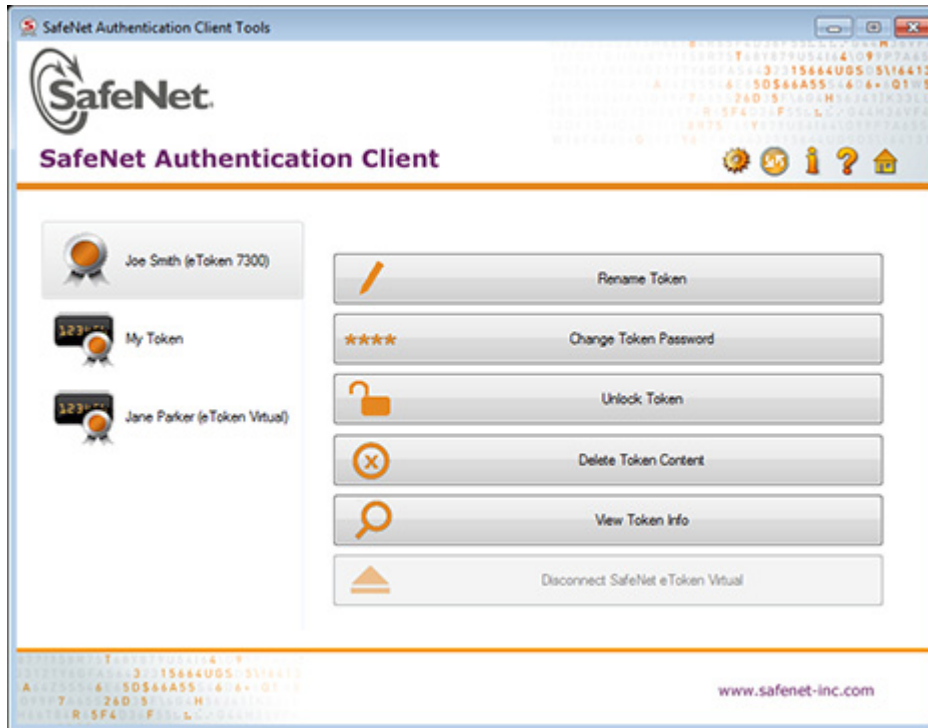 SafeNet Authentication Client Tools
SafeNet.
SafeNet Authentication Client
Joe Smith (eToken 7300)
My Token
Jane Parker (eToken Virtual)
Rename Token
****
Change Token Password
Unlock Token
Delete Token Content
View Token Info
Disconnect SafeNet eToken Virtual
www.safenet-inc.com